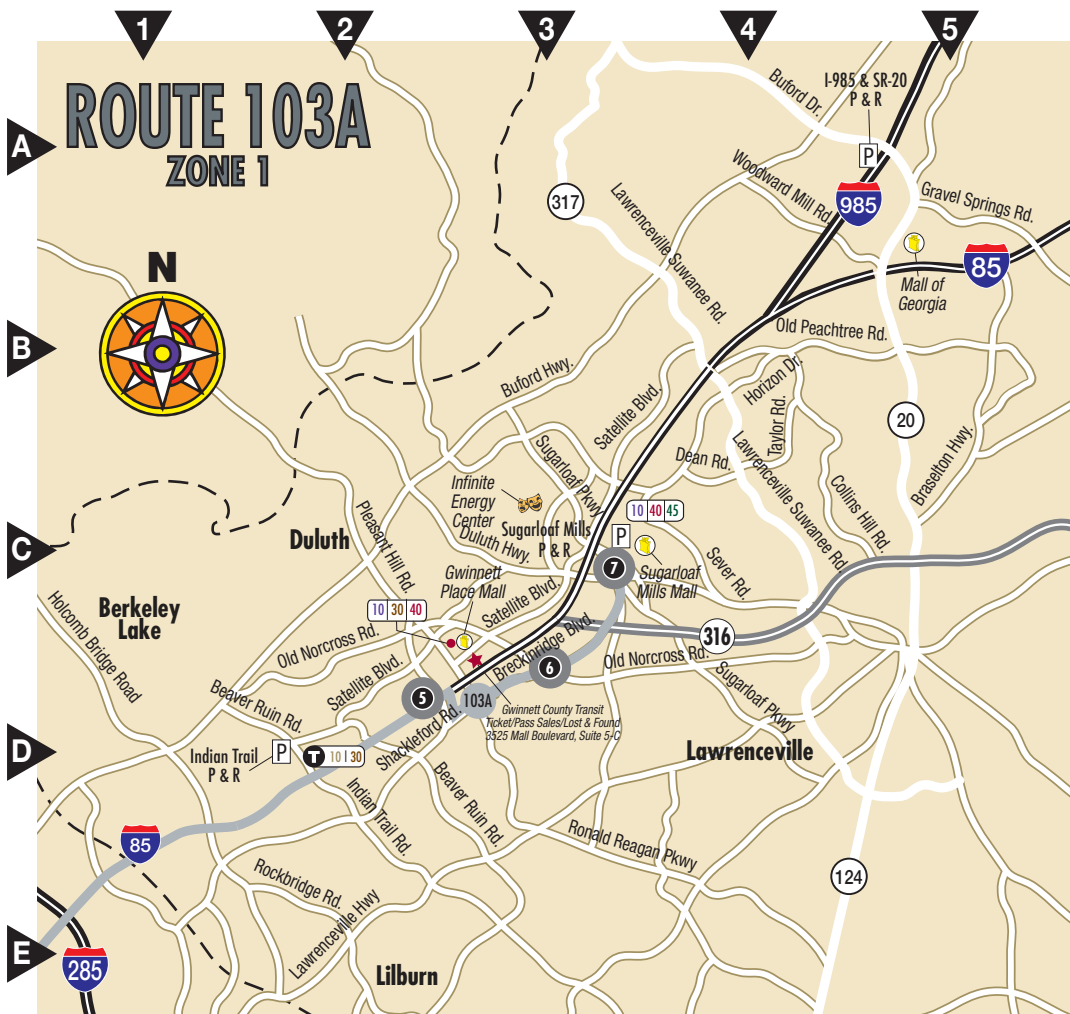 1 2 3 4 5
ROUTE 103A
ZONE 1
A
B
C
D
E
N
I-985 & SR-20
P & R
P
Buford Dr.
Woodward Mill Rd.
Gravel Springs Rd.
317
985
85
Lawrenceville Suwanee Rd.
Mall of
Georgia
Old Peachtree Rd.
Buford Hwy.
Satellite Blvd.
Horizon Dr.
Taylor Rd.
20
Sugarloaf Pkwy
Dean Rd.
Lawrenceville Suwanee Rd.
Collins Hill Rd.
Braselton Hwy.
Infinite
Energy
Center
Pleasant Hill Rd.
Duluth
Duluth Hwy.
Sugarloaf Mills
P & R
10 40 45
P
7
Sugarloaf
Mills Mall
Sever Rd.
Gwinnett
Place Mall
10 30 40
Satellite Blvd.
Berkeley
Lake
Holcomb Bridge Road
Old Norcross Rd.
Satellite Blvd.
Breckinridge Blvd.
316
Old Norcross Rd.
6
5
103A
Beaver Ruin Rd.
Shackleford Rd.
Gwinnett County Transit
Ticket/Pass Sales/Lost & Found
3525 Mall Boulevard, Suite 5-C
Sugarloaf Pkwy
Lawrenceville
Indian Trail
P & R
P
T 10 30
Indian Trail Rd.
Beaver Ruin Rd.
Ronald Reagan Pkwy
85
124
Rockbridge Rd.
Lawrenceville Hwy
285
Lilburn